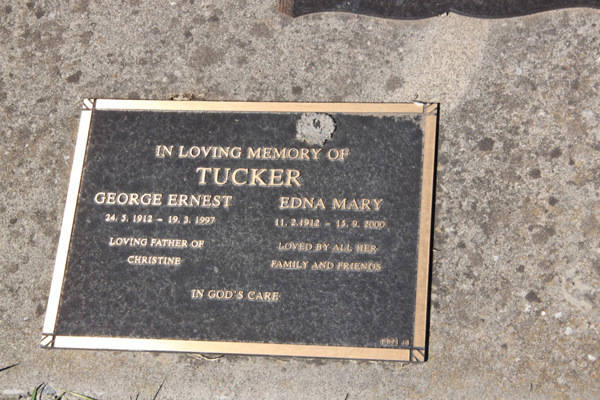 IN LOVING MEMORY OF
TUCKER
GEORGE ERNEST
24. 5. 1912 - 19. 3. 1997
LOVING FATHER OF
CHRISTINE
EDNA MARY
11. 2. 1912 - 15. 9. 2000
LOVED BY ALL HER
FAMILY AND FRIENDS
IN GOD'S CARE